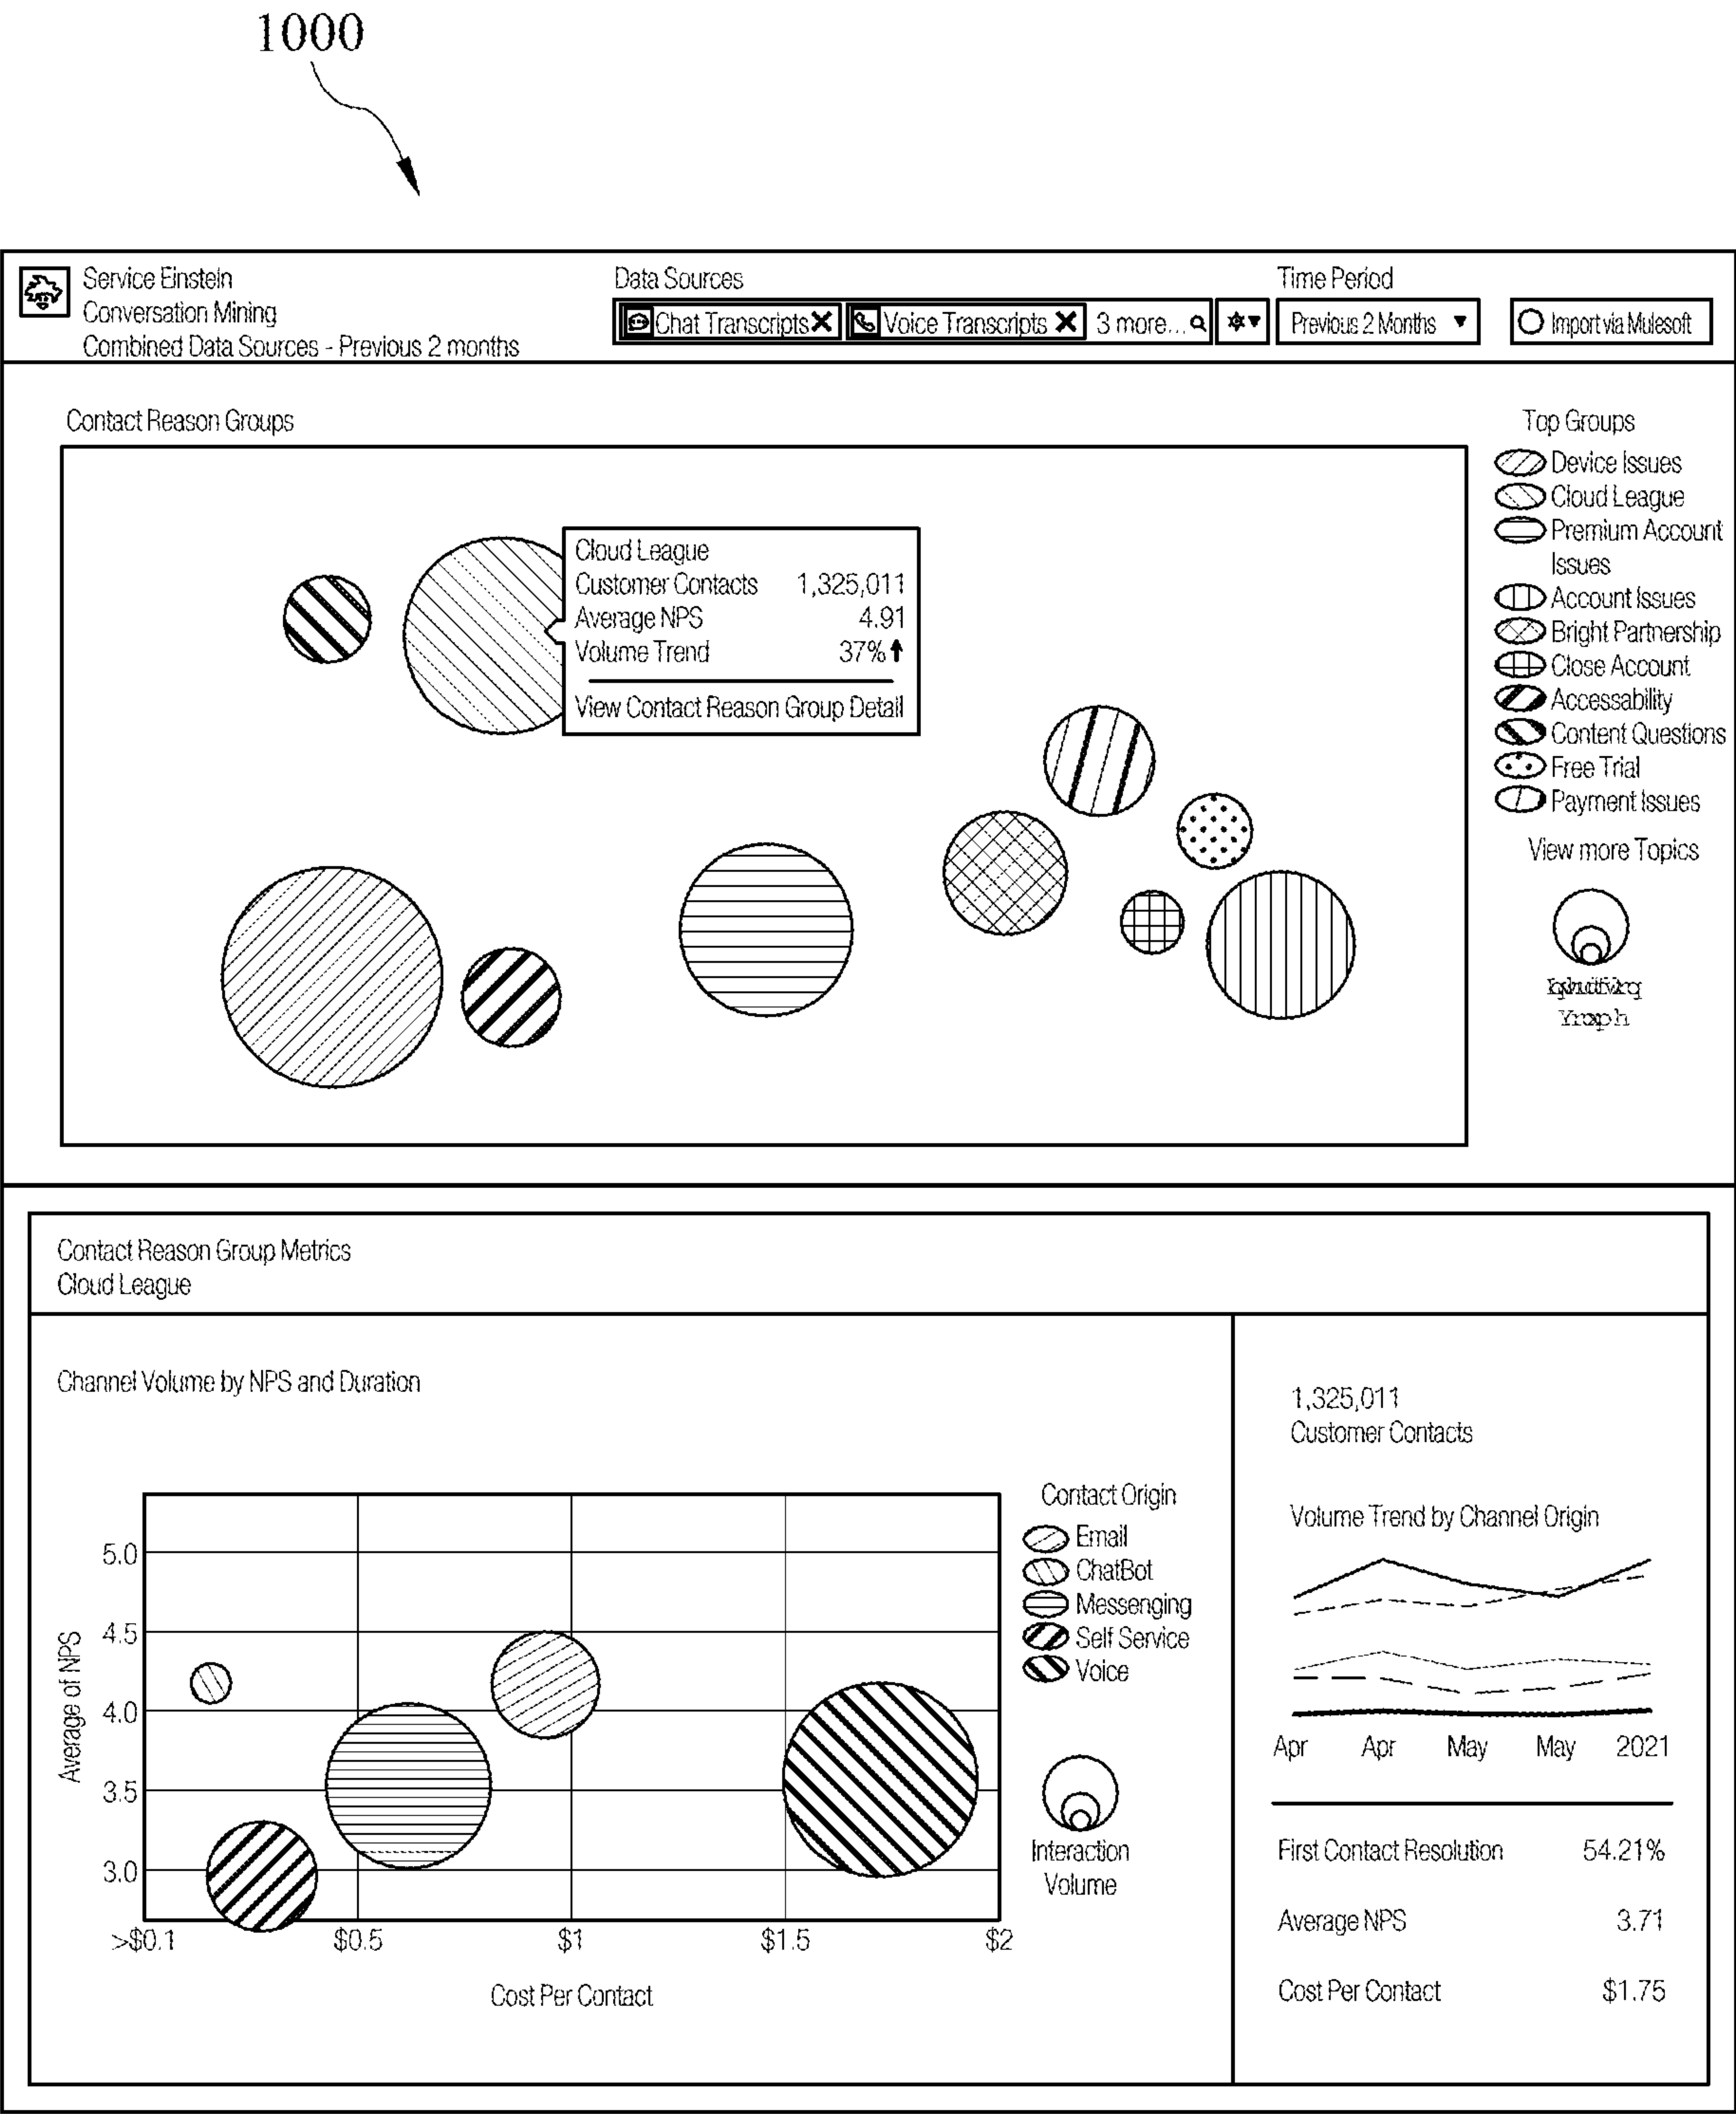 1000
Service Einstein
Conversation Mining
Combined Data Sources - Previous 2 months
Data Sources
Chat Transcripts
Voice Transcripts
3 more...
Time Period
Previous 2 Months
Import via Mulesoft
Contact Reason Groups
Cloud League
Customer Contacts 1,325,011
Average NPS 4.91
Volume Trend 37%
View Contact Reason Group Detail
Top Groups
Device Issues
Cloud League
Premium Account
Issues
Account Issues
Bright Partnership
Close Account
Accessability
Content Questions
Free Trial
Payment Issues
View more Topics
Contact Reason Group Metrics
Cloud League
Channel Volume by NPS and Duration
Average of NPS
5.0
4.5
4.0
3.5
3.0
>$0.1 $0.5 $1 $1.5 $2
Cost Per Contact
Contact Origin
Email
ChatBot
Messenging
Self Service
Voice
Interaction
Volume
1,325,011
Customer Contacts
Volume Trend by Channel Origin
Apr Apr May May 2021
First Contact Resolution 54.21%
Average NPS 3.71
Cost Per Contact $1.75